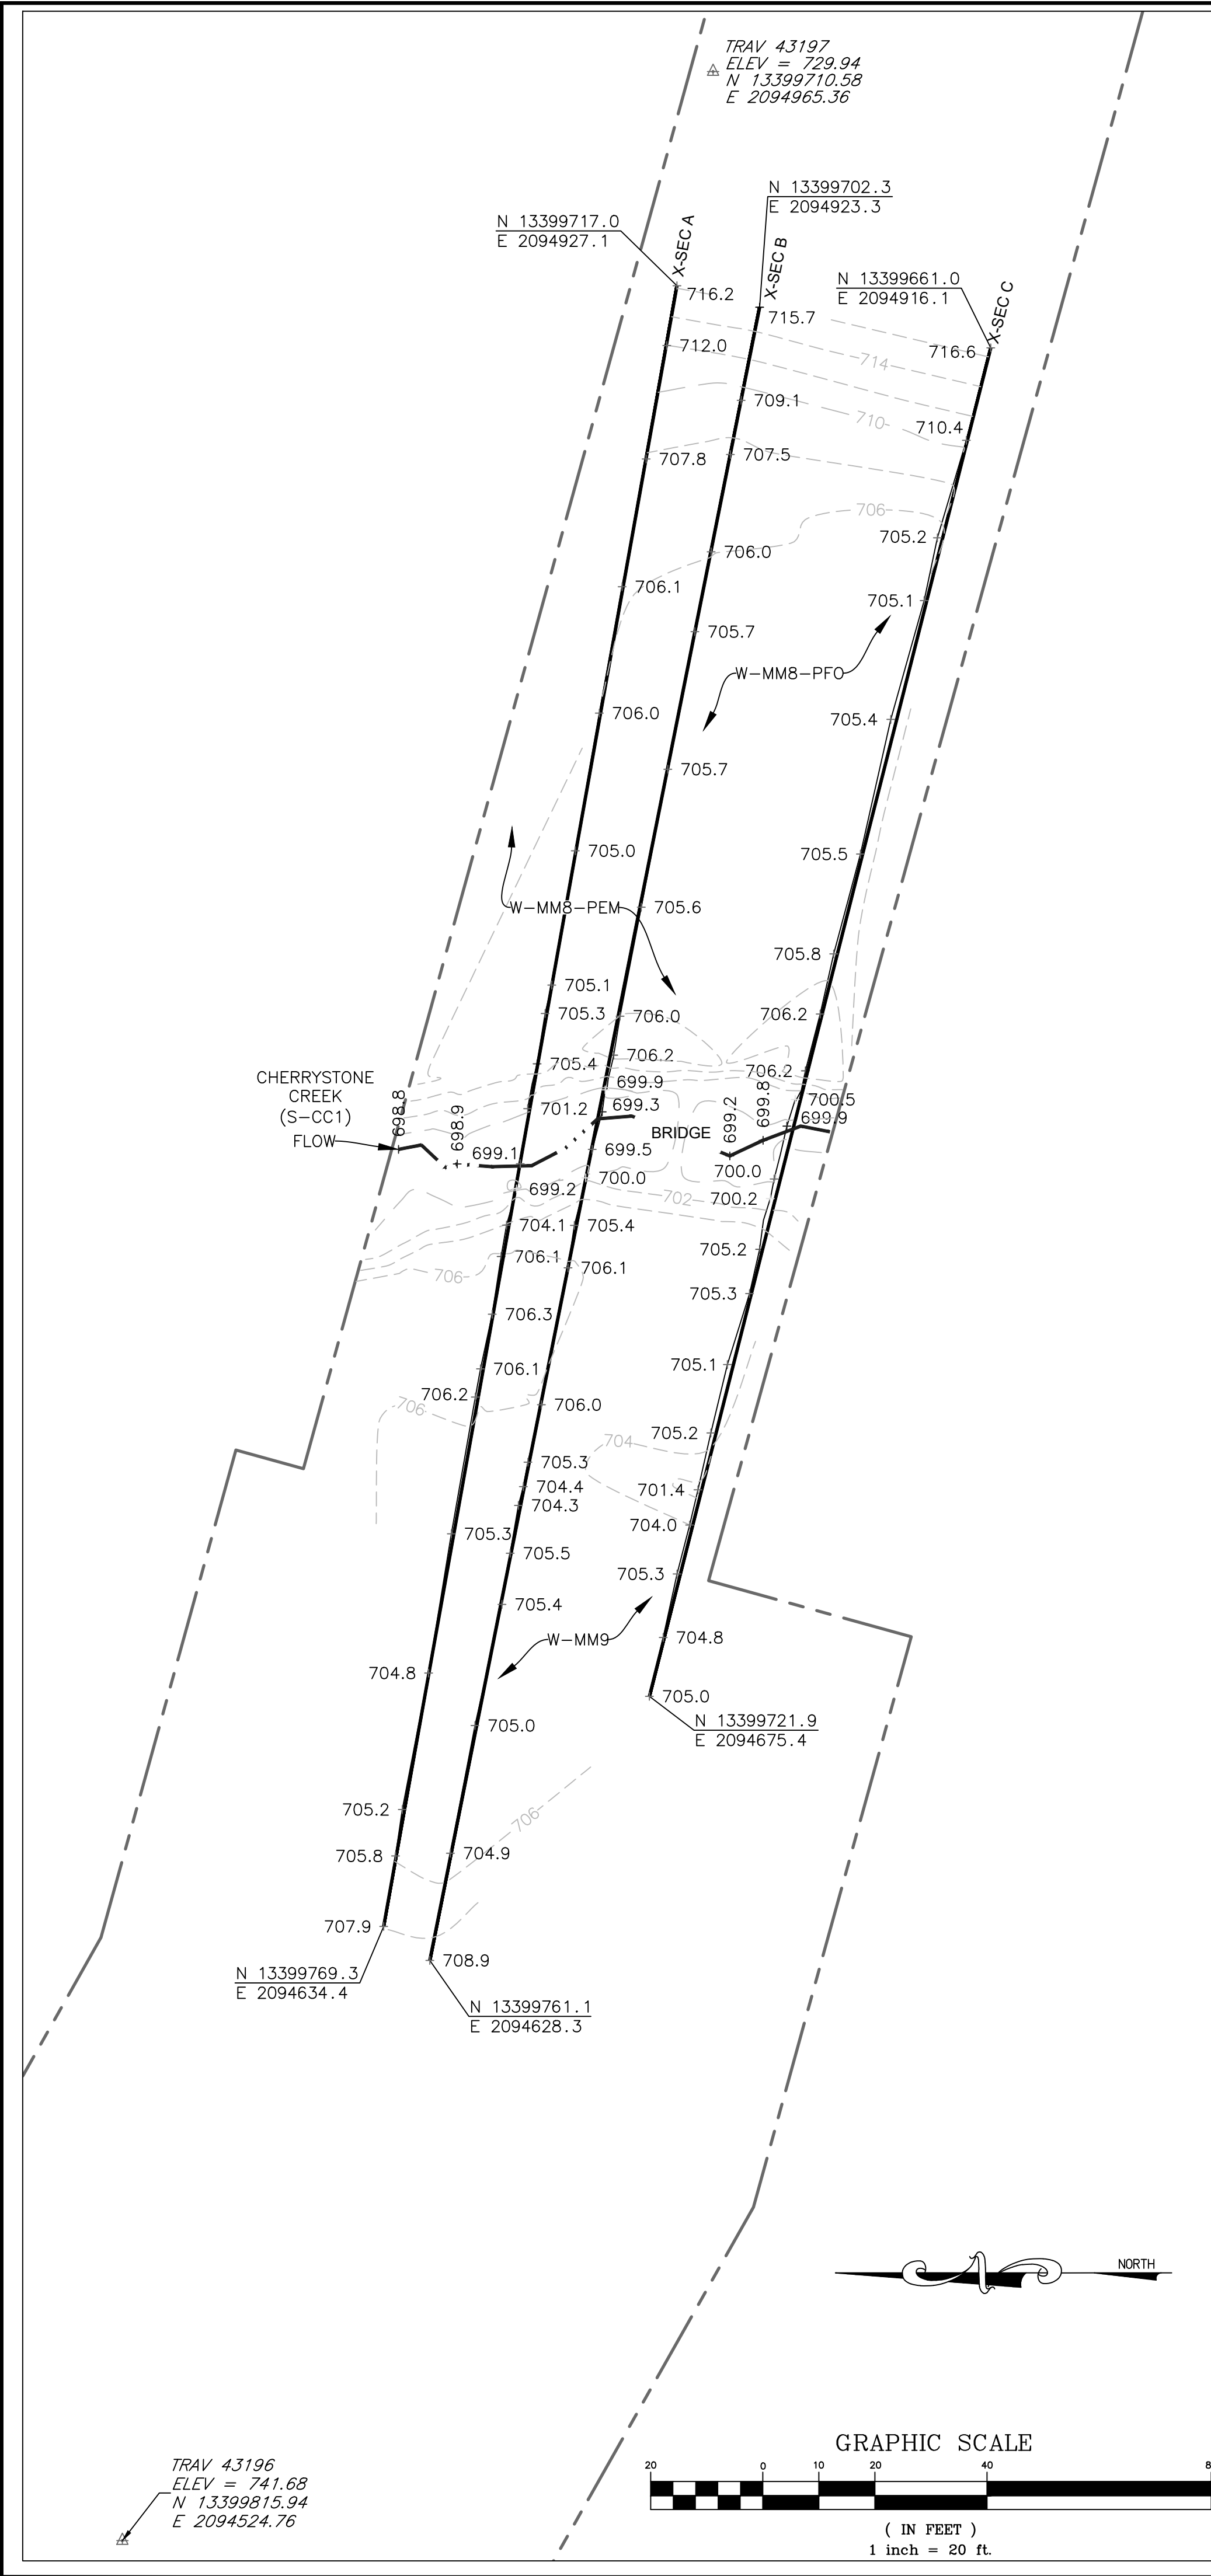 TRAV 43197
ELEV = 729.94
N 13399710.58
E 2094965.36
N 13399702.3
E 2094923.3
N 13399717.0
E 2094927.1
X-SEC A
X-SEC B
N 13399661.0
E 2094916.1
X-SEC C
716.2
715.7
716.6
712.0
714
709.1
710
710.4
707.8
707.5
706
705.2
706.0
706.1
705.1
705.7
W-MM8-PFO
706.0
705.4
705.7
705.0
705.5
W-MM8-PEM
705.6
705.8
705.1
705.3
706.0
706.2
705.4
706.2
706.2
CHERRYSTONE
CREEK
(S-CC1)
FLOW
698.8
698.9
699.9
701.2
699.3
699.2
699.8
700.5
699.9
BRIDGE
699.1
699.5
700.0
700.0
699.2
702
700.2
704.1
705.4
705.2
706.1
706.1
706
705.3
706.3
706.1
705.1
706.2
706
706.0
705.2
704
705.3
704.4
701.4
704.3
704.0
705.3
705.5
705.3
705.4
W-MM9
704.8
704.8
705.0
705.0
N 13399721.9
E 2094675.4
705.2
706
705.8
704.9
707.9
708.9
N 13399769.3
E 2094634.4
N 13399761.1
E 2094628.3
NORTH
GRAPHIC SCALE
20 0 10 20 40
( IN FEET )
1 inch = 20 ft.
TRAV 43196
ELEV = 741.68
N 13399815.94
E 2094524.76